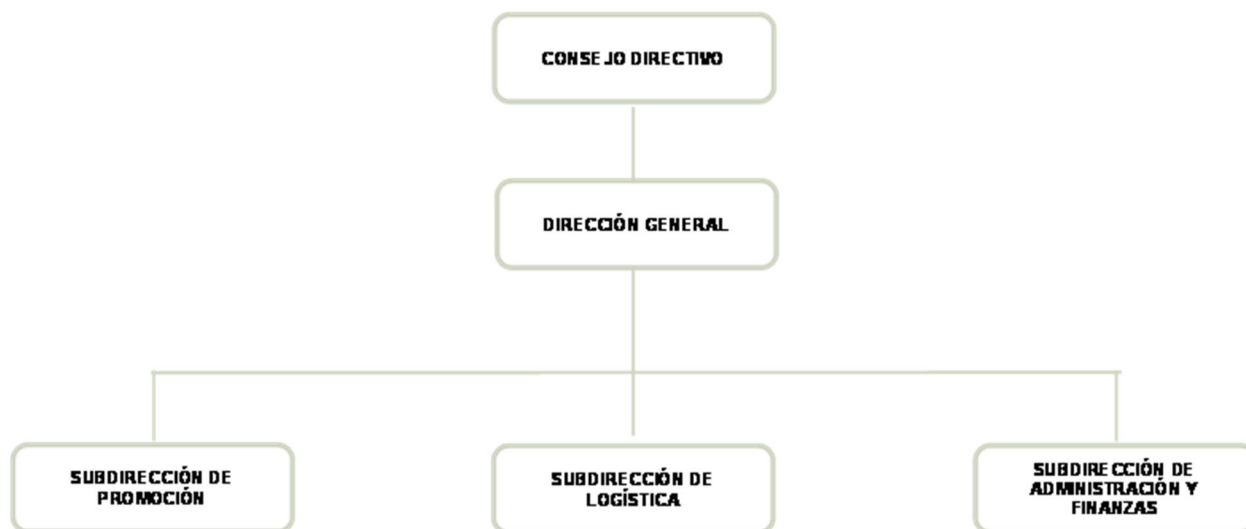 CONSEJO DIRECTIVO
DIRECCIÓN GENERAL
SUBDIRECCIÓN DE
PROMOCIÓN
SUBDIRECCIÓN DE
LOGÍSTICA
SUBDIRECCIÓN DE
ADMINISTRACIÓN Y
FINANZAS